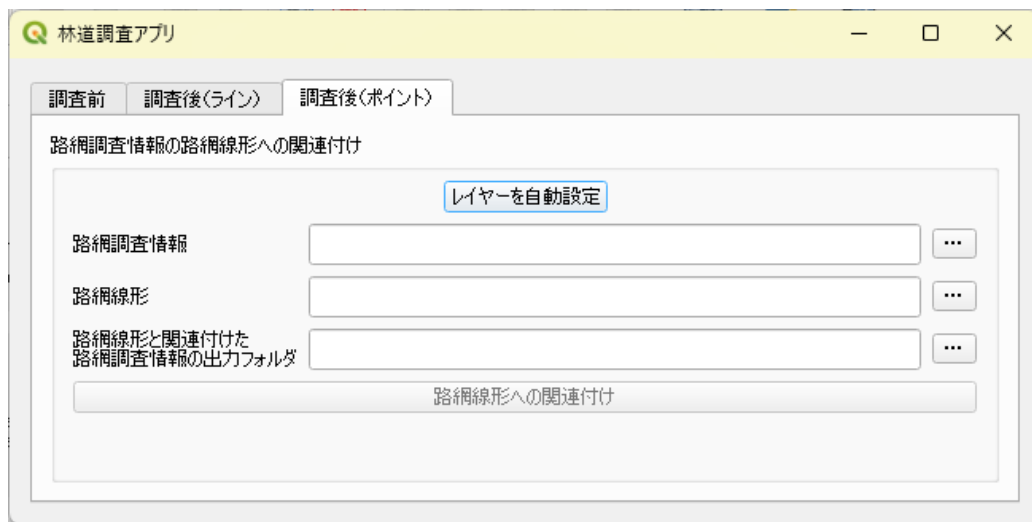 林道調査アプリ
調査前 調査後(ライン) 調査後(ポイント)
路網調査情報の路網線形への関連付け
レイヤーを自動設定
路網調査情報 ...
路網線形 ...
路網線形と関連付けた
路網調査情報の出力フォルダ ...
路網線形への関連付け